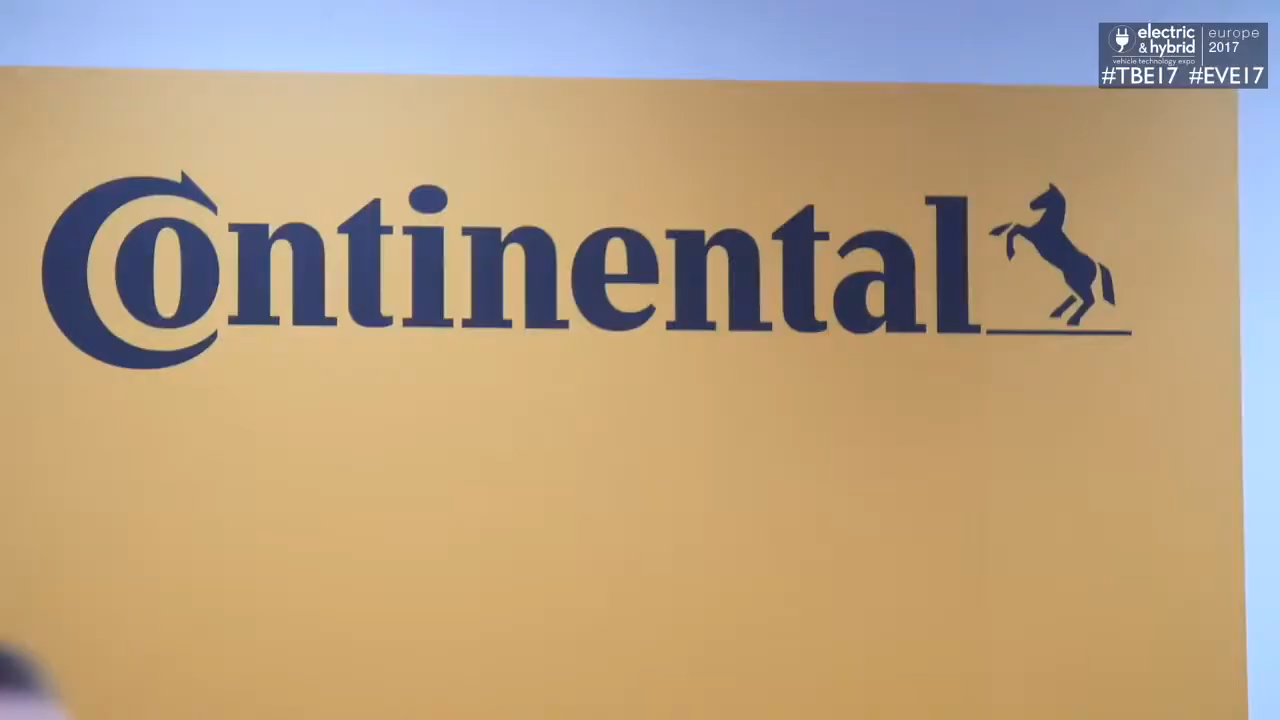 electric
& hybrid
europe
2017
vehicle technology expo
#TBE17 #EVE17
Continental